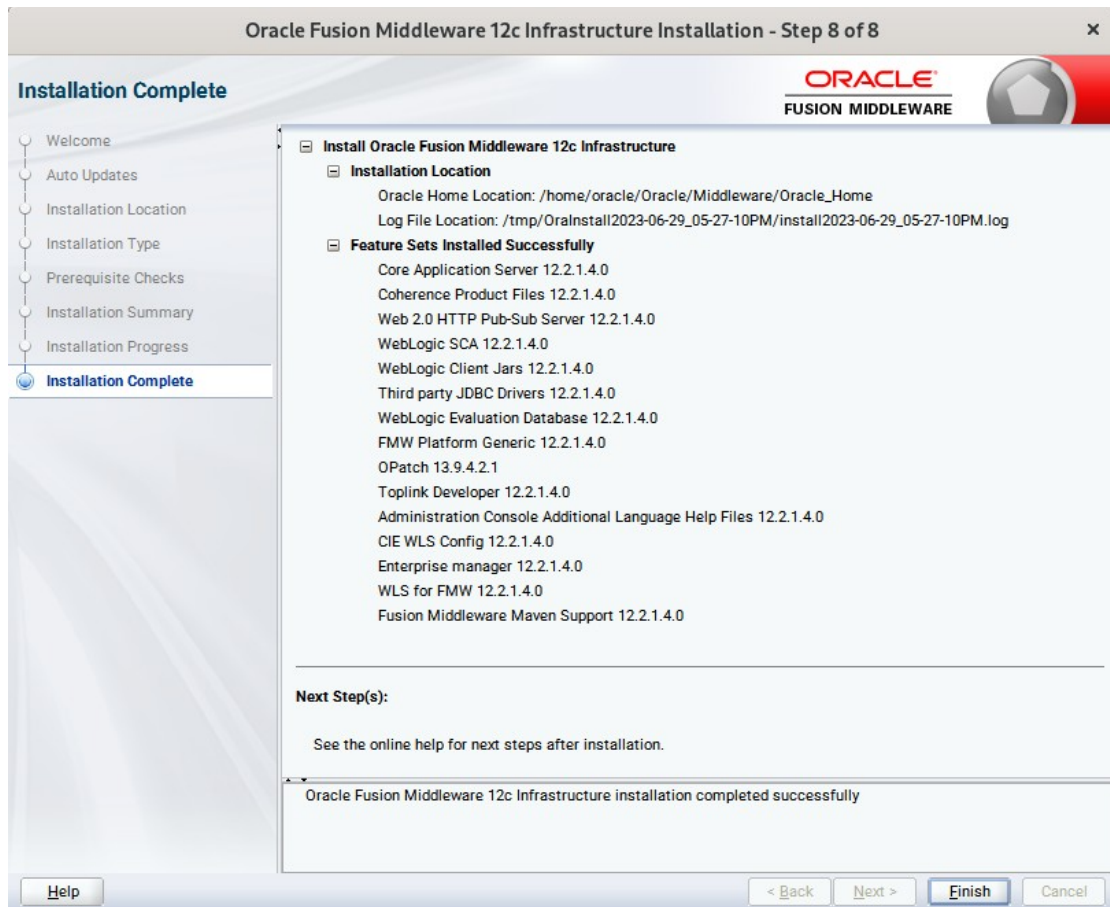 Oracle Fusion Middleware 12c Infrastructure Installation - Step 8 of 8
Installation Complete
ORACLE
FUSION MIDDLEWARE
Welcome
Auto Updates
Installation Location
Installation Type
Prerequisite Checks
Installation Summary
Installation Progress
Installation Complete
Install Oracle Fusion Middleware 12c Infrastructure
Installation Location
Oracle Home Location: /home/oracle/Oracle/Middleware/Oracle_Home
Log File Location: /tmp/OraInstall2023-06-29_05-27-10PM/install2023-06-29_05-27-10PM.log
Feature Sets Installed Successfully
Core Application Server 12.2.1.4.0
Coherence Product Files 12.2.1.4.0
Web 2.0 HTTP Pub-Sub Server 12.2.1.4.0
WebLogic SCA 12.2.1.4.0
WebLogic Client Jars 12.2.1.4.0
Third party JDBC Drivers 12.2.1.4.0
WebLogic Evaluation Database 12.2.1.4.0
FMW Platform Generic 12.2.1.4.0
OPatch 13.9.4.2.1
Toplink Developer 12.2.1.4.0
Administration Console Additional Language Help Files 12.2.1.4.0
CIE WLS Config 12.2.1.4.0
Enterprise manager 12.2.1.4.0
WLS for FMW 12.2.1.4.0
Fusion Middleware Maven Support 12.2.1.4.0
Next Step(s):
See the online help for next steps after installation.
Oracle Fusion Middleware 12c Infrastructure installation completed successfully
Help
< Back
Next >
Finish
Cancel